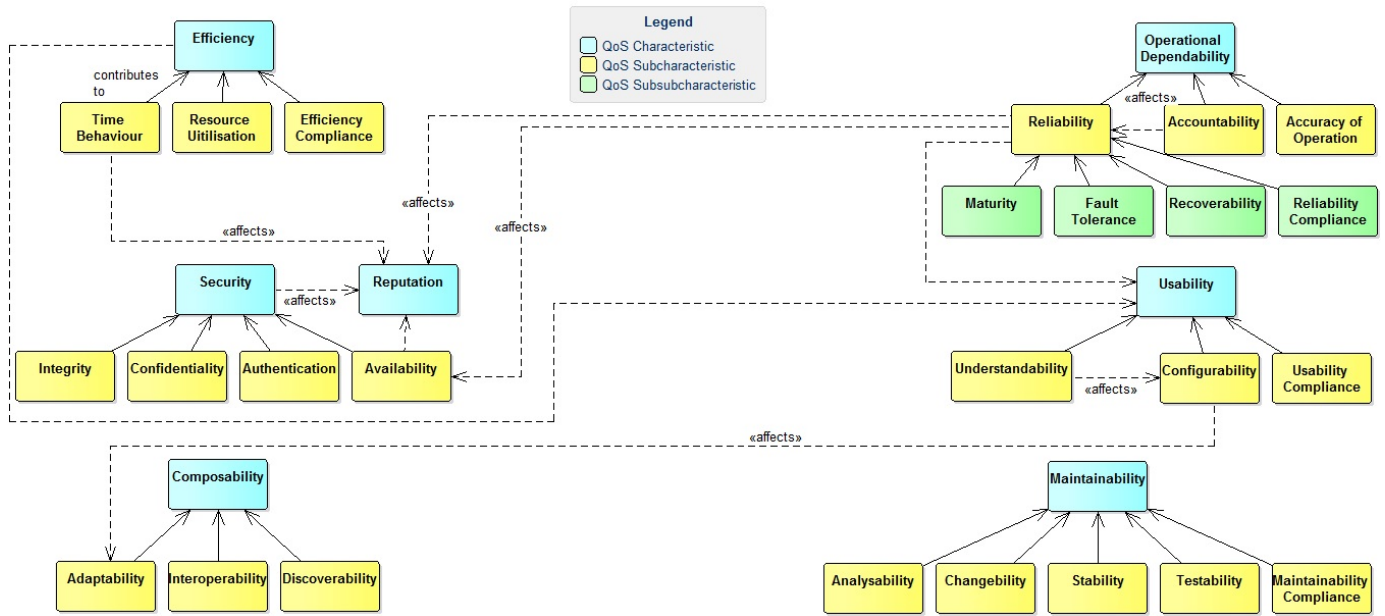 Legend
QoS Characteristic
QoS Subcharacteristic
QoS Subsubcharacteristic
Efficiency
contributes
to
Time
Behaviour
Resource
Uitilisation
Efficiency
Compliance
Operational
Dependability
«affects»
Reliability
Accountability
Accuracy of
Operation
Maturity
Fault
Tolerance
Recoverability
Reliability
Compliance
«affects»
«affects»
«affects»
Security
«affects»
Reputation
Integrity
Confidentiality
Authentication
Availability
Usability
Understandability
«affects»
Configurability
Usability
Compliance
«affects»
Composability
Adaptability
Interoperability
Discoverability
Maintainability
Analysability
Changebility
Stability
Testability
Maintainability
Compliance